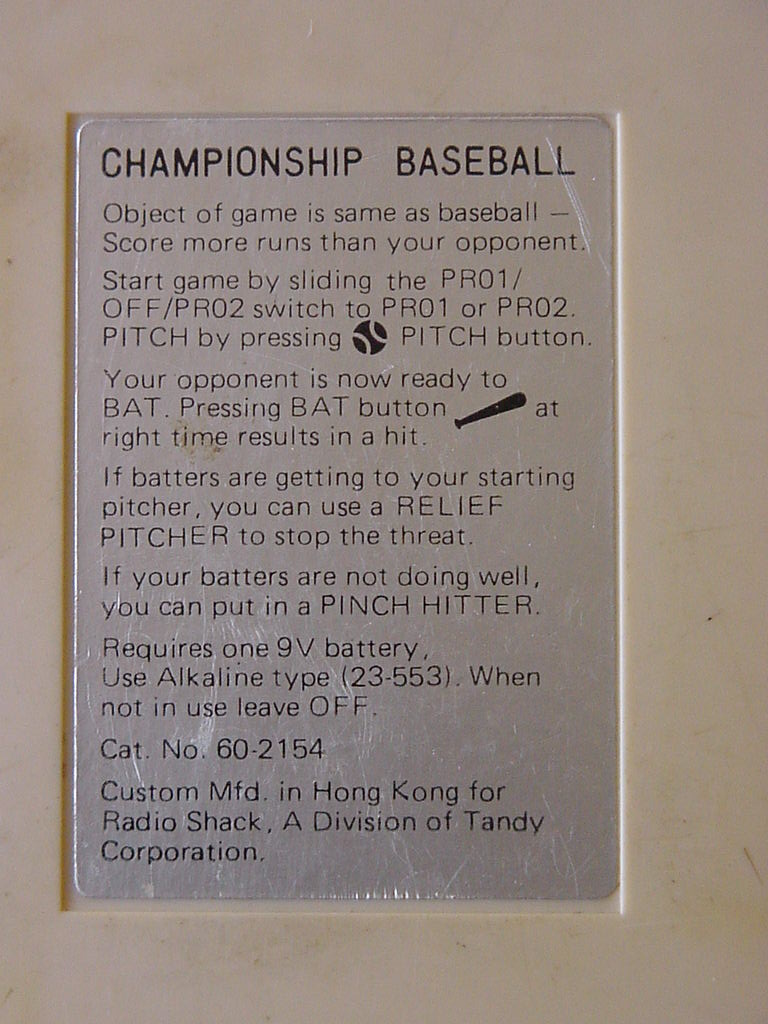 CHAMPIONSHIP BASEBALL
Object of game is same as baseball —
Score more runs than your opponent.
Start game by sliding the PR01/
OFF/PR02 switch to PR01 or PR02.
PITCH by pressing PITCH button.
Your opponent is now ready to
BAT. Pressing BAT button at
right time results in a hit.
If batters are getting to your starting
pitcher, you can use a RELIEF
PITCHER to stop the threat.
If your batters are not doing well,
you can put in a PINCH HITTER.
Requires one 9V battery,
Use Alkaline type (23-553). When
not in use leave OFF.
Cat. No. 60-2154
Custom Mfd. in Hong Kong for
Radio Shack, A Division of Tandy
Corporation.